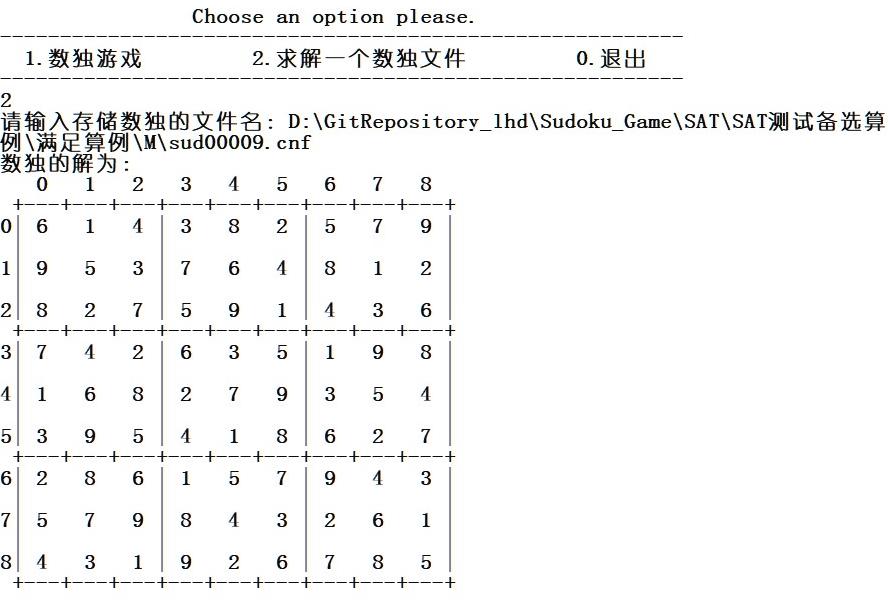 Choose an option please.
---------------------------------------------------------
1.数独游戏 2.求解一个数独文件 0.退出
---------------------------------------------------------
2
请输入存储数独的文件名: D:\GitRepository_lhd\Sudoku_Game\SAT\SAT测试备选算
例\满足算例\M\sud00009.cnf
数独的解为:
0 1 2 3 4 5 6 7 8
+---+---+---+---+---+---+---+---+---+
0| 6 1 4 | 3 8 2 | 5 7 9 |
1| 9 5 3 | 7 6 4 | 8 1 2 |
2| 8 2 7 | 5 9 1 | 4 3 6 |
+---+---+---+---+---+---+---+---+---+
3| 7 4 2 | 6 3 5 | 1 9 8 |
4| 1 6 8 | 2 7 9 | 3 5 4 |
5| 3 9 5 | 4 1 8 | 6 2 7 |
+---+---+---+---+---+---+---+---+---+
6| 2 8 6 | 1 5 7 | 9 4 3 |
7| 5 7 9 | 8 4 3 | 2 6 1 |
8| 4 3 1 | 9 2 6 | 7 8 5 |
+---+---+---+---+---+---+---+---+---+